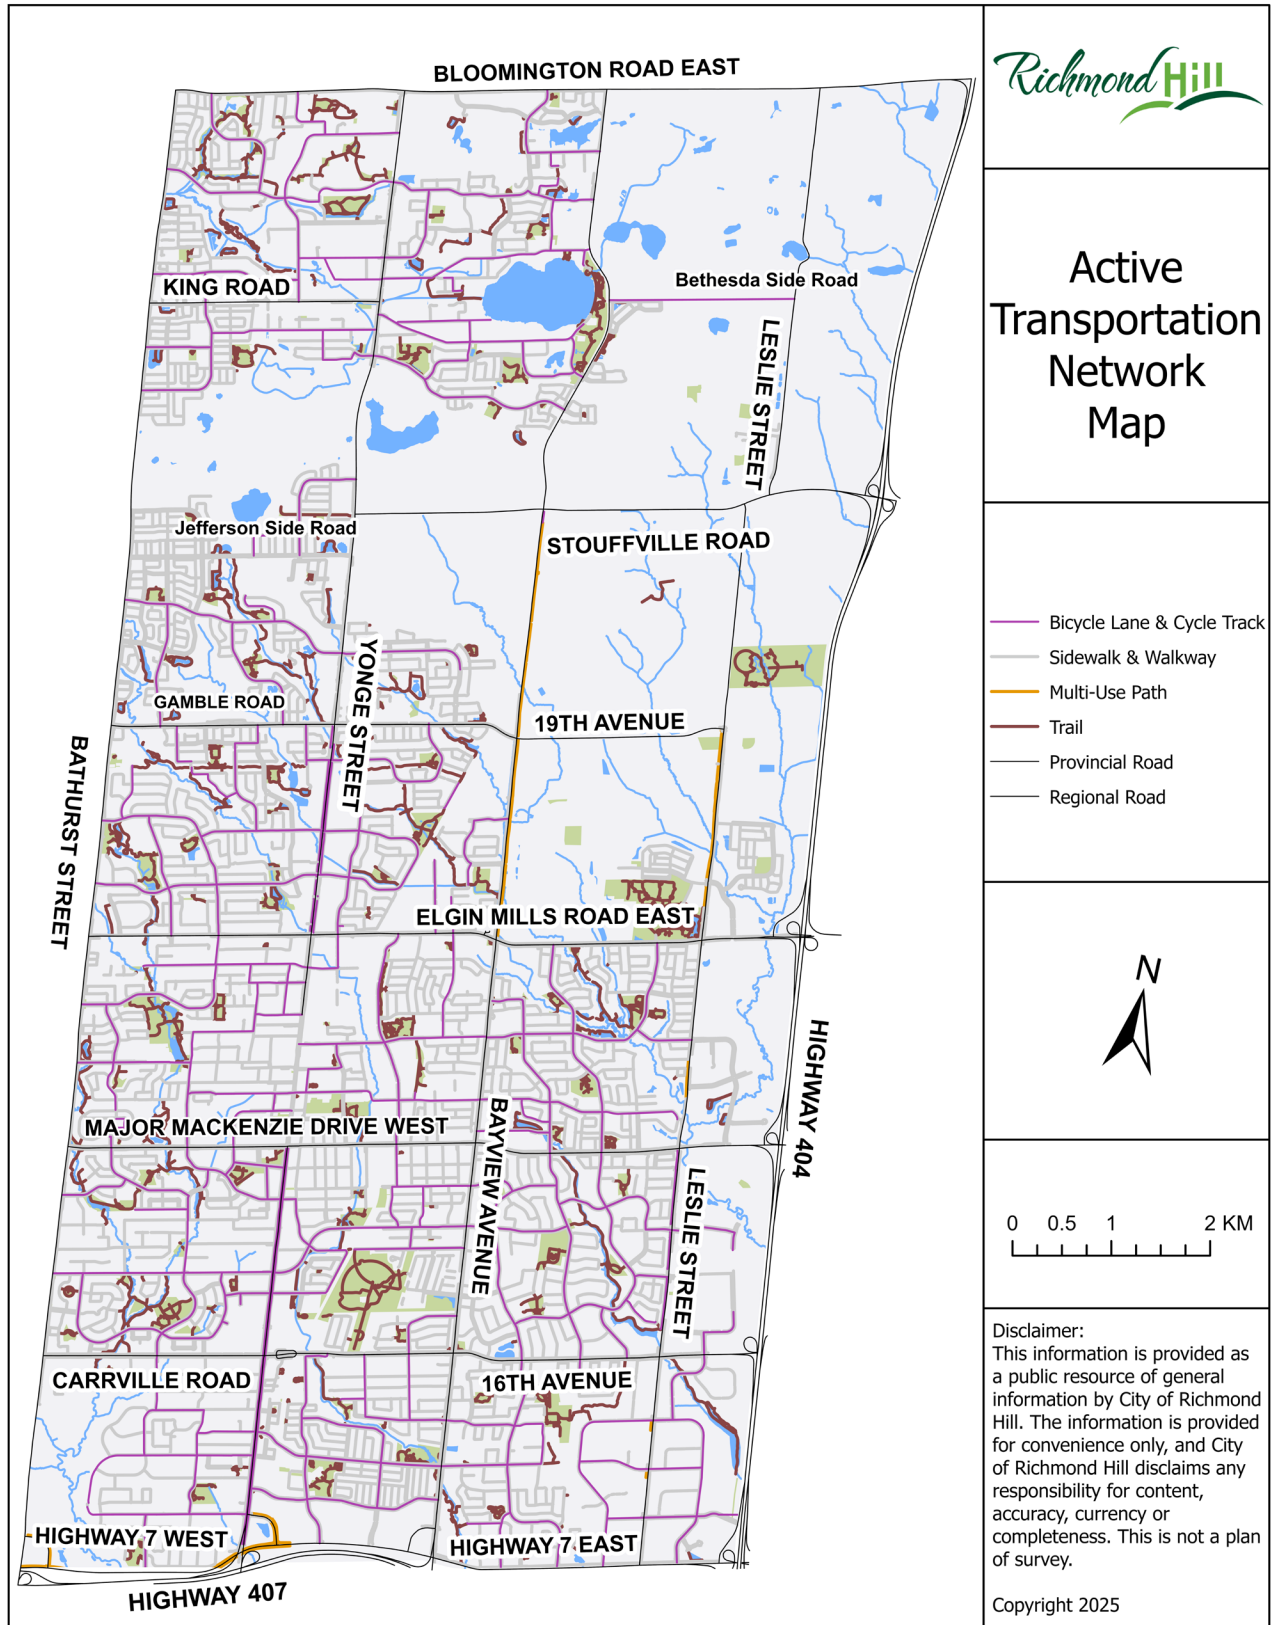 BLOOMINGTON ROAD EAST
KING ROAD
Bethesda Side Road
LESLIE STREET
Jefferson Side Road
STOUFFVILLE ROAD
YONGE STREET
GAMBLE ROAD
19TH AVENUE
BATHURST STREET
ELGIN MILLS ROAD EAST
HIGHWAY 404
MAJOR MACKENZIE DRIVE WEST
BAYVIEW AVENUE
LESLIE STREET
CARRVILLE ROAD
16TH AVENUE
HIGHWAY 7 WEST
HIGHWAY 7 EAST
HIGHWAY 407
Richmond Hill
Active
Transportation
Network
Map
Bicycle Lane & Cycle Track
Sidewalk & Walkway
Multi-Use Path
Trail
Provincial Road
Regional Road
N
0 0.5 1 2 KM
Disclaimer:
This information is provided as
a public resource of general
information by City of Richmond
Hill. The information is provided
for convenience only, and City
of Richmond Hill disclaims any
responsibility for content,
accuracy, currency or
completeness. This is not a plan
of survey.
Copyright 2025